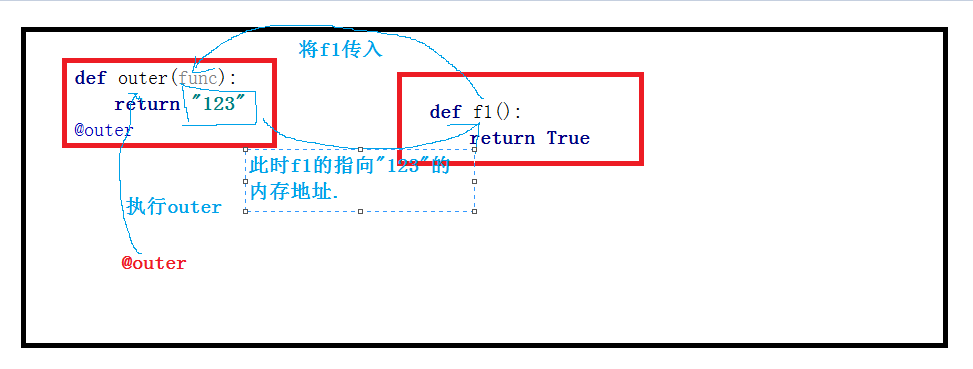 将f1传入
def outer(func):
return "123"
@outer
def f1():
return True
此时f1的指向"123"的
内存地址.
执行outer
@outer